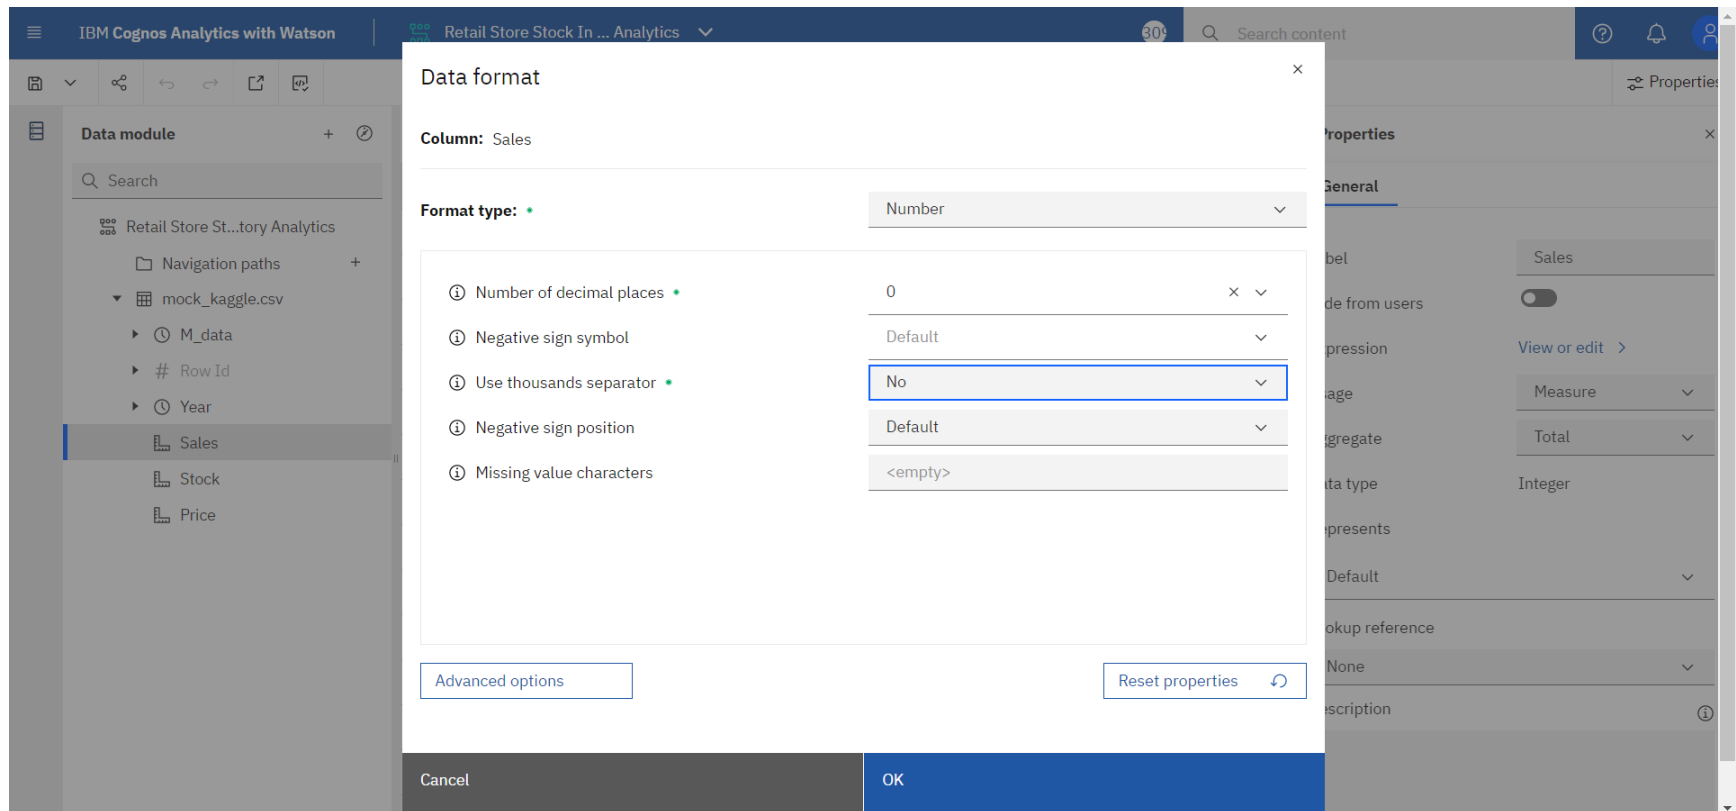 IBM Cognos Analytics with Watson
Retail Store Stock In ... Analytics
Search content
Properties
Data module
Search
Retail Store St...tory Analytics
Navigation paths
mock_kaggle.csv
M_data
# Row Id
Year
Sales
Stock
Price
Data format
Column: Sales
Format type:
Number
Number of decimal places
0
Negative sign symbol
Default
Use thousands separator
No
Negative sign position
Default
Missing value characters
<empty>
Advanced options
Reset properties
Cancel
OK
Properties
General
bel
Sales
de from users
pression
View or edit
age
Measure
ggregate
Total
ata type
Integer
epresents
Default
okup reference
None
escription